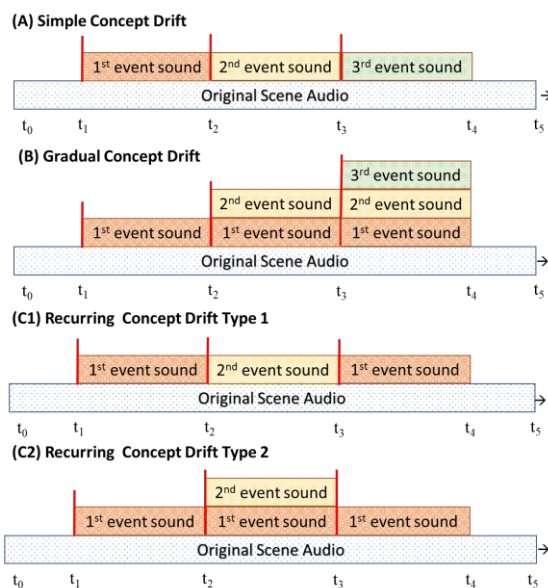 (A) Simple Concept Drift
1st event sound 2nd event sound 3rd event sound
Original Scene Audio
t0 t1 t2 t3 t4 t5
(B) Gradual Concept Drift
3rd event sound
2nd event sound 2nd event sound
1st event sound 1st event sound 1st event sound
Original Scene Audio
t0 t1 t2 t3 t4 t5
(C1) Recurring Concept Drift Type 1
1st event sound 2nd event sound 1st event sound
Original Scene Audio
t0 t1 t2 t3 t4 t5
(C2) Recurring Concept Drift Type 2
2nd event sound
1st event sound 1st event sound 1st event sound
Original Scene Audio
t0 t1 t2 t3 t4 t5